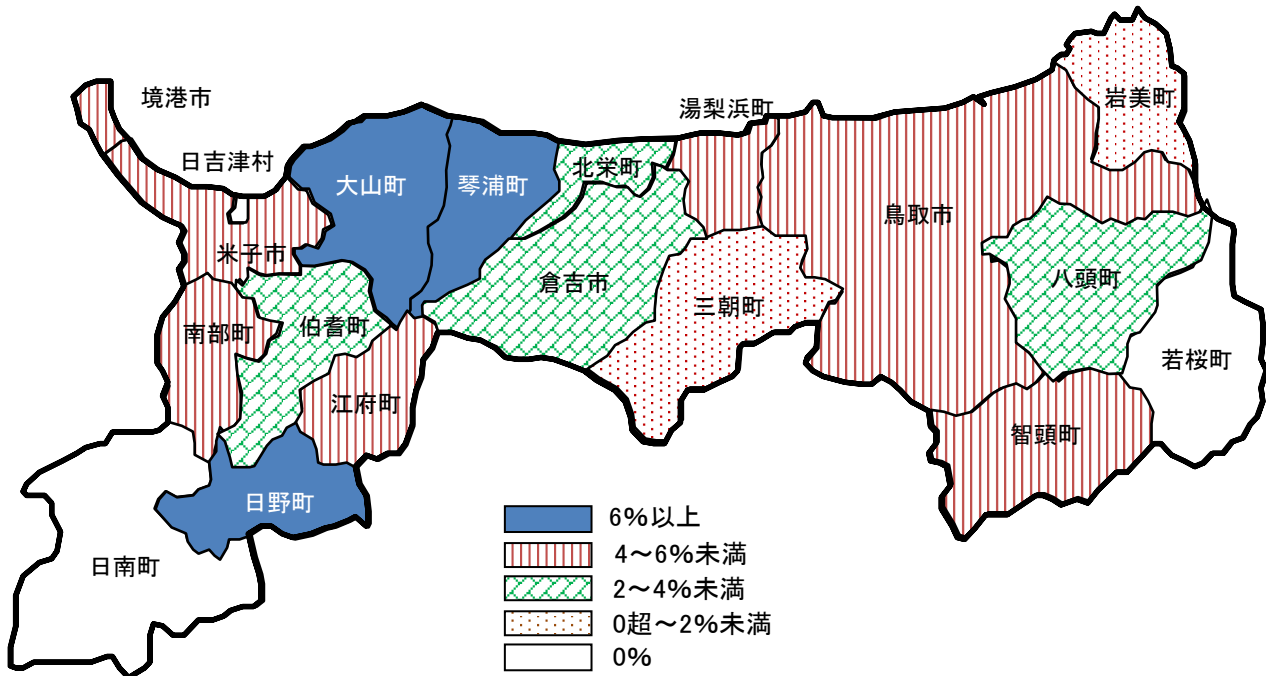 境港市
日吉津村
大山町
琴浦町
北栄町
湯梨浜町
岩美町
鳥取市
米子市
倉吉市
三朝町
八頭町
南部町
伯耆町
江府町
若桜町
智頭町
日野町
日南町
6%以上
4～6%未満
2～4%未満
0超～2%未満
0%